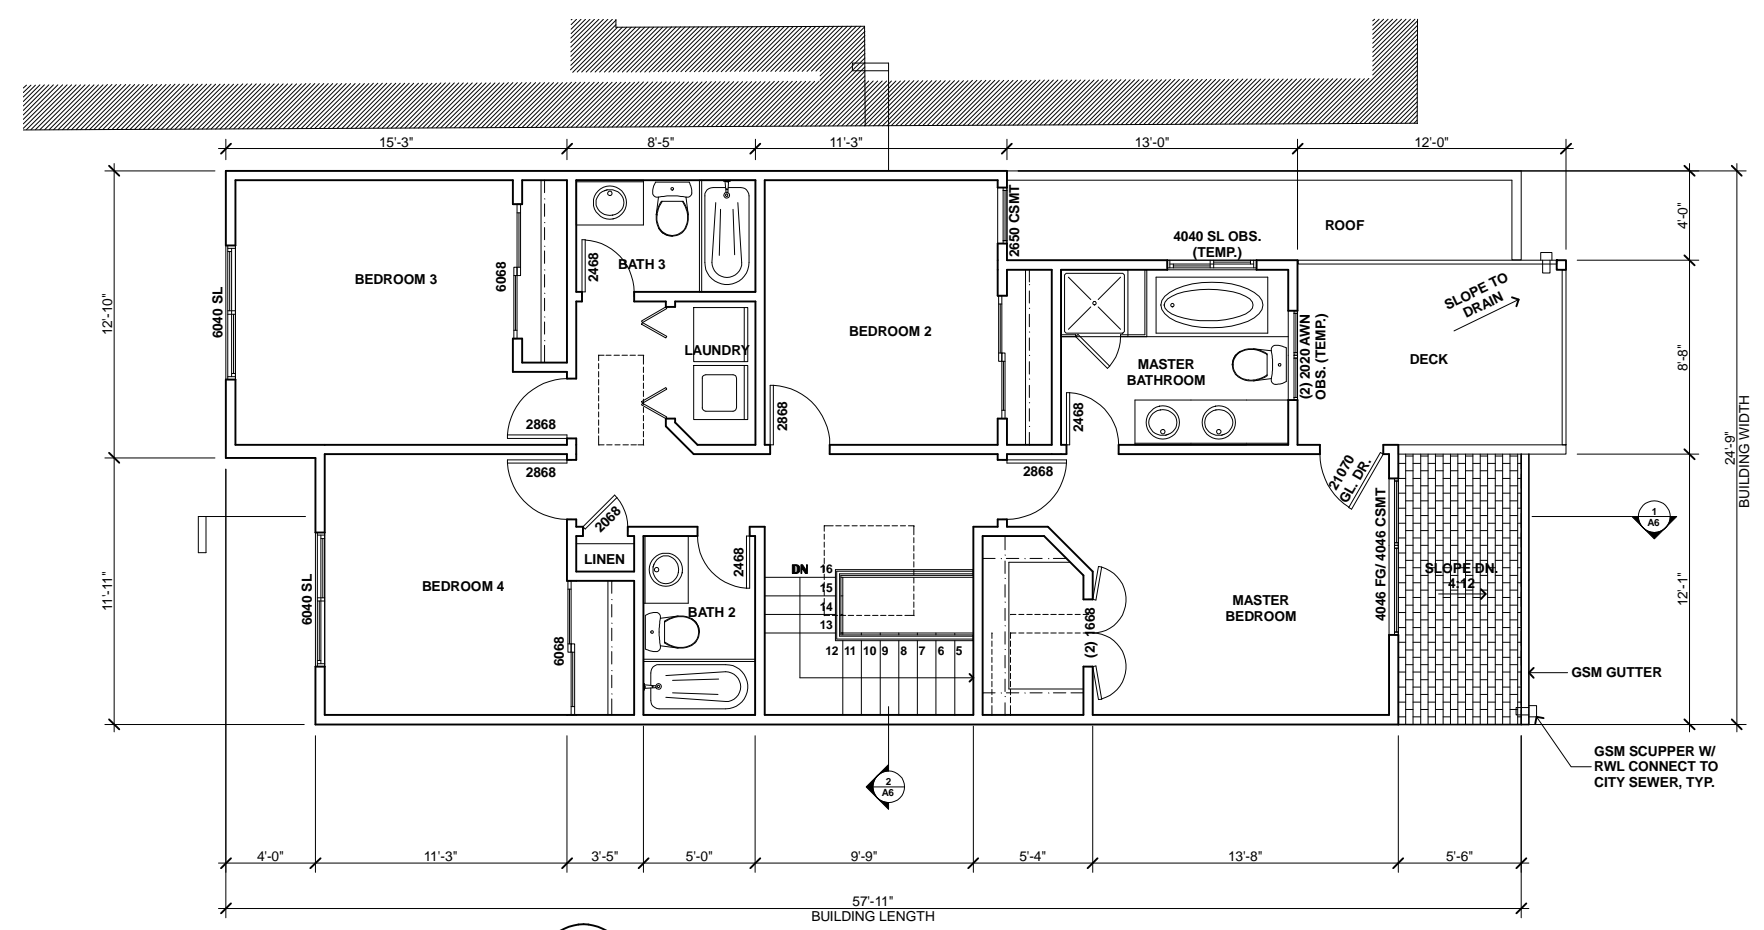 15'-3"
8'-5"
11'-3"
13'-0"
12'-0"
12'-10"
11'-11"
4'-0"
8'-8"
12'-1"
24'-9"
BUILDING WIDTH
6040 SL
BEDROOM 3
6068
2468
BATH 3
LAUNDRY
BEDROOM 2
2650 CSMT
4040 SL OBS.
(TEMP.)
ROOF
SLOPE TO
DRAIN
MASTER
BATHROOM
(2) 2020 AWN
OBS. (TEMP.)
DECK
2868
2868
2468
2868
2868
21070
GL. DR.
2068
LINEN
6040 SL
BEDROOM 4
6068
2468
BATH 2
DN
16
15
14
13
12
11
10
9
8
7
6
5
(2) 1668
MASTER
BEDROOM
4046 FG/ 4046 CSMT
SLOPE DN.
4:12
1
A6
GSM GUTTER
GSM SCUPPER W/
RWL CONNECT TO
CITY SEWER, TYP.
2
A6
4'-0"
11'-3"
3'-5"
5'-0"
9'-9"
5'-4"
13'-8"
5'-6"
57'-11"
BUILDING LENGTH